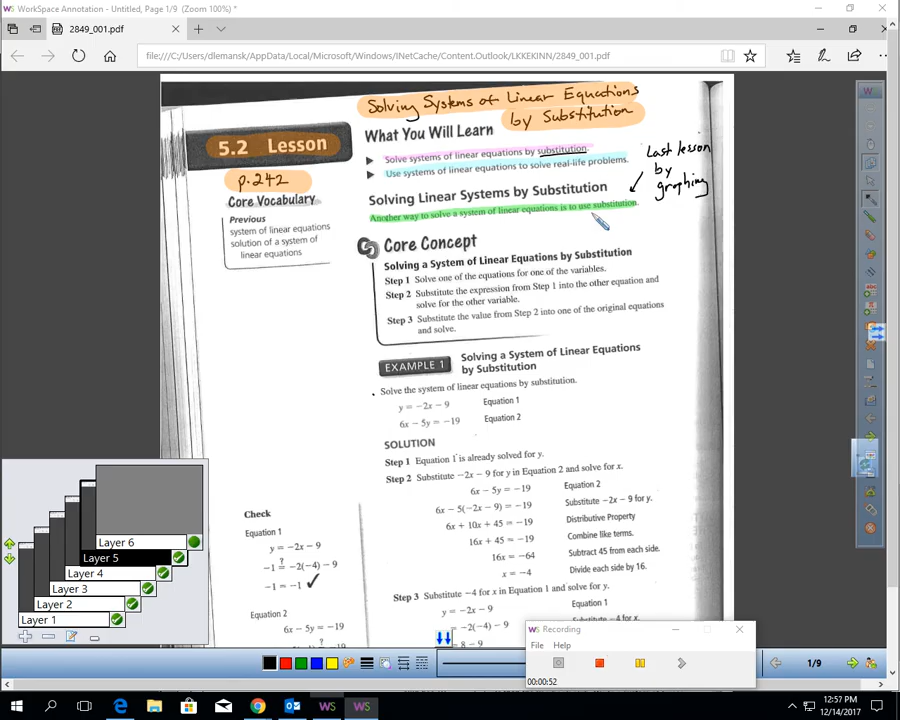 WorkSpace Annotation - Untitled, Page 1/9 (Zoom 100%) *
2849_001.pdf
file:///C:/Users/dlemansk/AppData/Local/Microsoft/Windows/INetCache/Content.Outlook/LKKEKINN/2849_001.pdf
Solving Systems of Linear Equations
by Substitution
5.2 Lesson
p.242
What You Will Learn
Solve systems of linear equations by substitution.
Use systems of linear equations to solve real-life problems.
Last lesson
by
graphing
Core Vocabulary
Previous
system of linear equations
solution of a system of
linear equations
Solving Linear Systems by Substitution
Another way to solve a system of linear equations is to use substitution.
Core Concept
Solving a System of Linear Equations by Substitution
Step 1 Solve one of the equations for one of the variables.
Step 2 Substitute the expression from Step 1 into the other equation and
solve for the other variable.
Step 3 Substitute the value from Step 2 into one of the original equations
and solve.
EXAMPLE 1 Solving a System of Linear Equations
by Substitution
Solve the system of linear equations by substitution.
y = −2x − 9 Equation 1
6x − 5y = −19 Equation 2
SOLUTION
Step 1 Equation 1 is already solved for y.
Step 2 Substitute −2x − 9 for y in Equation 2 and solve for x.
6x − 5y = −19 Equation 2
6x − 5(−2x − 9) = −19 Substitute −2x − 9 for y.
6x + 10x + 45 = −19 Distributive Property
16x + 45 = −19 Combine like terms.
16x = −64 Subtract 45 from each side.
x = −4 Divide each side by 16.
Step 3 Substitute −4 for x in Equation 1 and solve for y.
y = −2x − 9 Equation 1
= −2(−4) − 9 Substitute −4 for x.
= 8 − 9
Check
Equation 1
y = −2x − 9
−1 ≟ −2(−4) − 9
−1 = −1 ✓
Equation 2
6x − 5y = −19
Layer 6
Layer 5
Layer 4
Layer 3
Layer 2
Layer 1
Recording
File Help
00:00:52
1/9
12:57 PM
12/14/2017